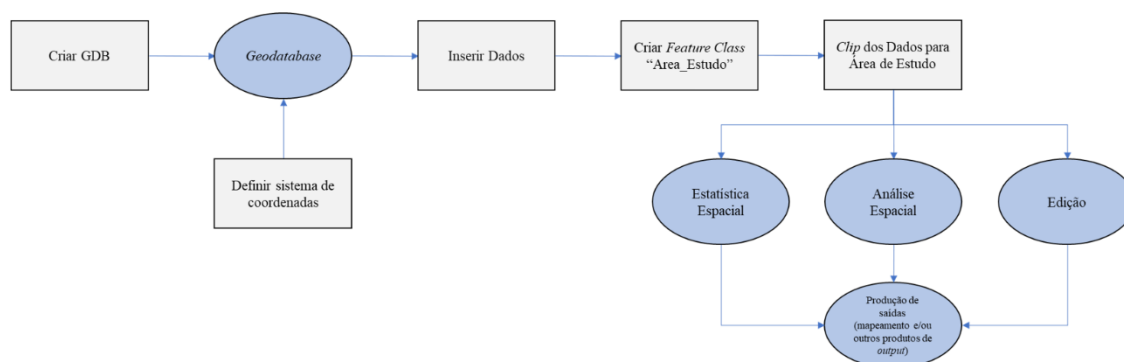 Criar GDB
Geodatabase
Inserir Dados
Criar Feature Class
“Area_Estudo”
Clip dos Dados para
Área de Estudo
Definir sistema de
coordenadas
Estatística
Espacial
Análise
Espacial
Edição
Produção de
saídas
(mapeamento e/ou
outros produtos de
output)